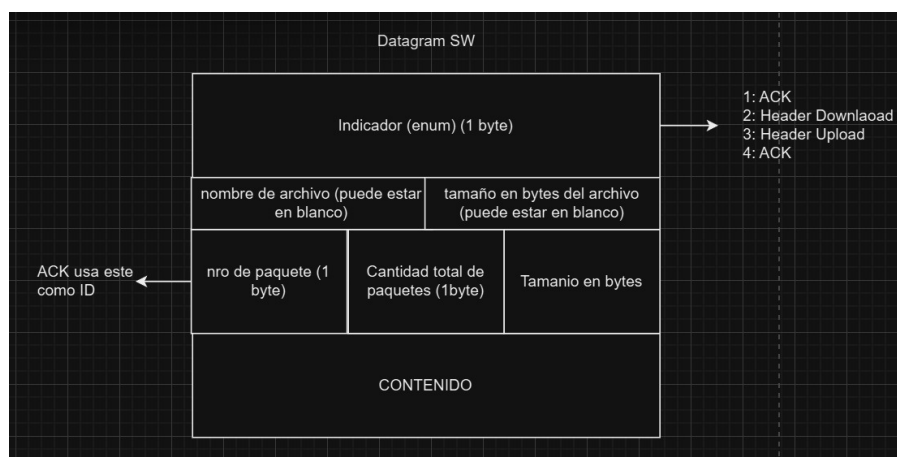 Datagram SW
Indicador (enum) (1 byte)
1: ACK
2: Header Downlaoad
3: Header Upload
4: ACK
nombre de archivo (puede estar
en blanco)
tamaño en bytes del archivo
(puede estar en blanco)
ACK usa este
como ID
nro de paquete (1
byte)
Cantidad total de
paquetes (1byte)
Tamanio en bytes
CONTENIDO